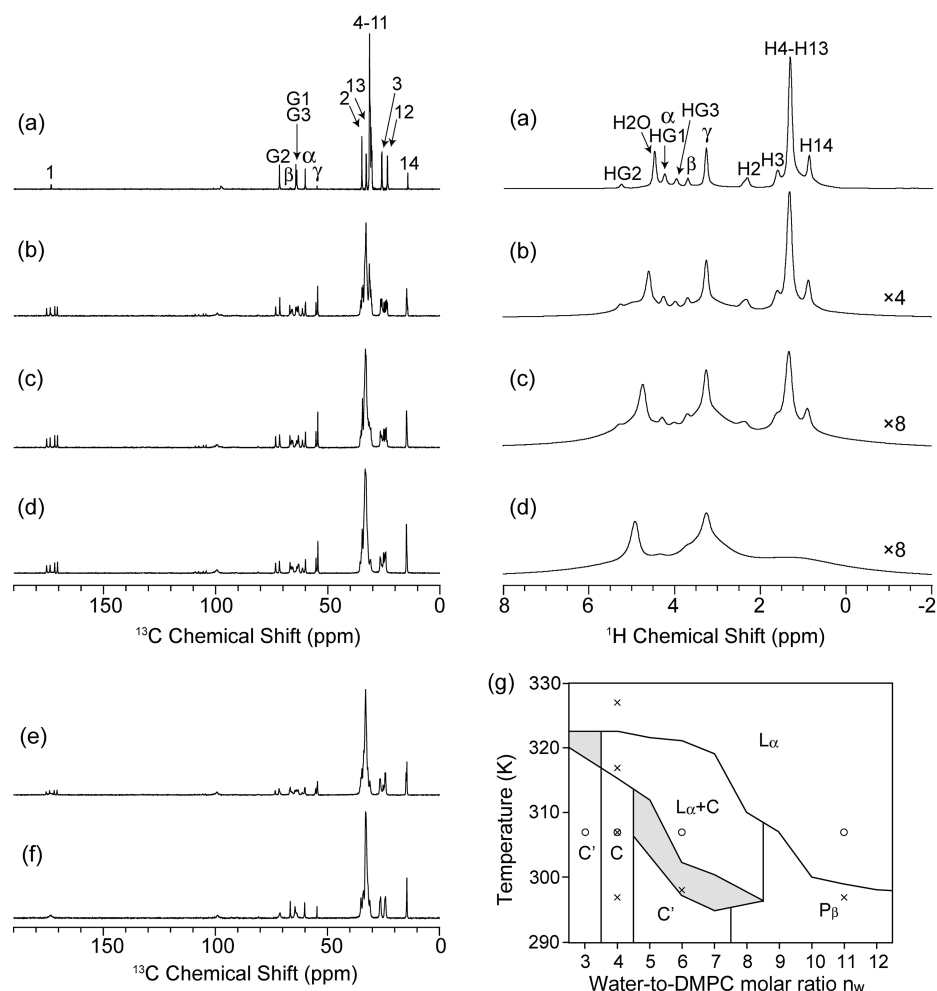 4-11
(a)
G1
G3
2
13
3
12
1
G2
β
α
γ
14
(b)
(c)
(d)
150 100 50 0
13C Chemical Shift (ppm)
(a)
H4-H13
H2O
α
HG1
HG3
γ
HG2
β
H2
H3
H14
(b)
×4
(c)
×8
(d)
×8
8 6 4 2 0 -2
1H Chemical Shift (ppm)
(e)
(f)
150 100 50 0
13C Chemical Shift (ppm)
(g)
330
320
310
300
290
Temperature (K)
Lα
Lα+C
C'
C
C'
Pβ
3 4 5 6 7 8 9 10 11 12
Water-to-DMPC molar ratio nw